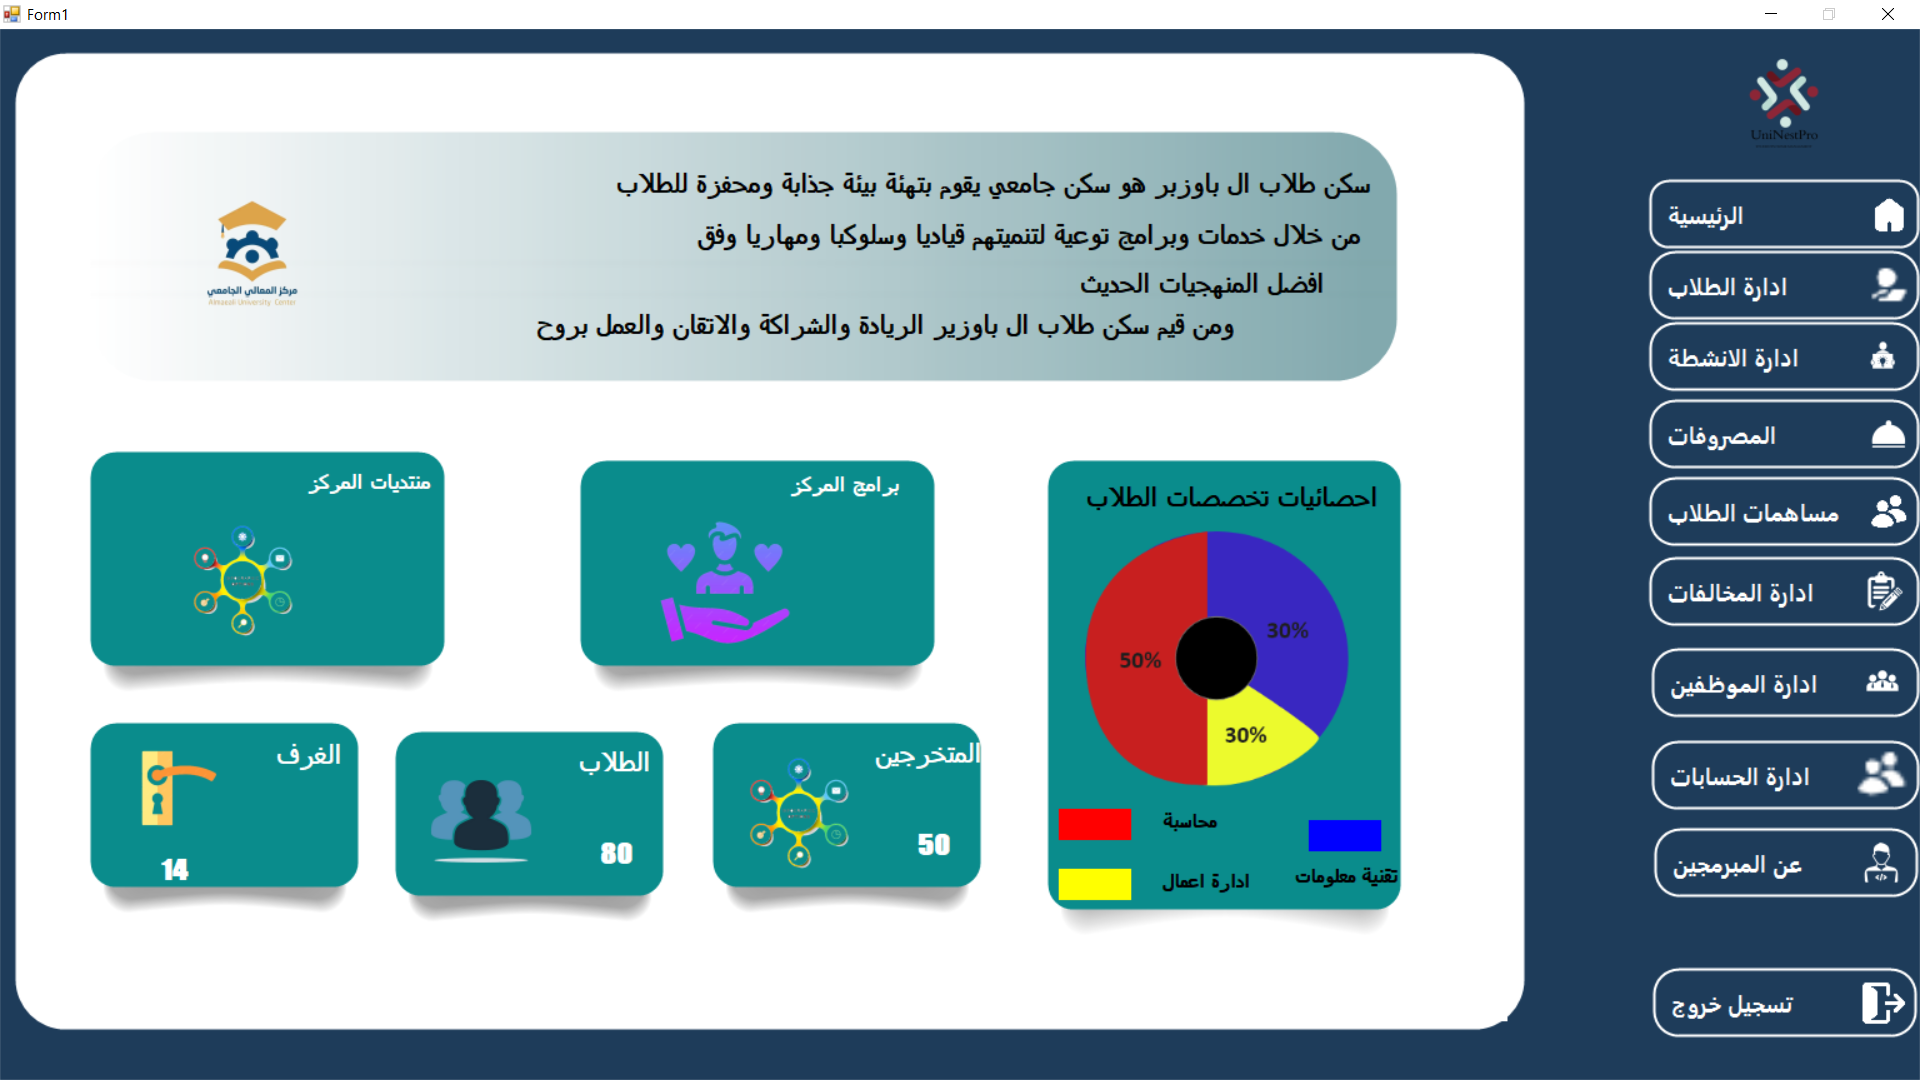 Form1
UniNestPro
الرئيسية
ادارة الطلاب
ادارة الانشطة
المصروفات
مساهمات الطلاب
ادارة المخالفات
ادارة الموظفين
ادارة الحسابات
عن المبرمجين
تسجيل خروج
سكن طلاب ال باوزبر هو سكن جامعي يقوم بتهئة بيئة جذابة ومحفزة للطلاب
من خلال خدمات وبرامج توعية لتنميتهم قياديا وسلوكبا ومهاريا وفق
افضل المنهجيات الحديث
ومن قيم سكن طلاب ال باوزير الريادة والشراكة والاتقان والعمل بروح
مركز المعالي الجامعي
Almaaali University Center
احصائيات تخصصات الطلاب
30%
50%
30%
محاسبة
تقنية معلومات
ادارة اعمال
برامج المركز
منتديات المركز
المتخرجين
50
الطلاب
80
الغرف
14